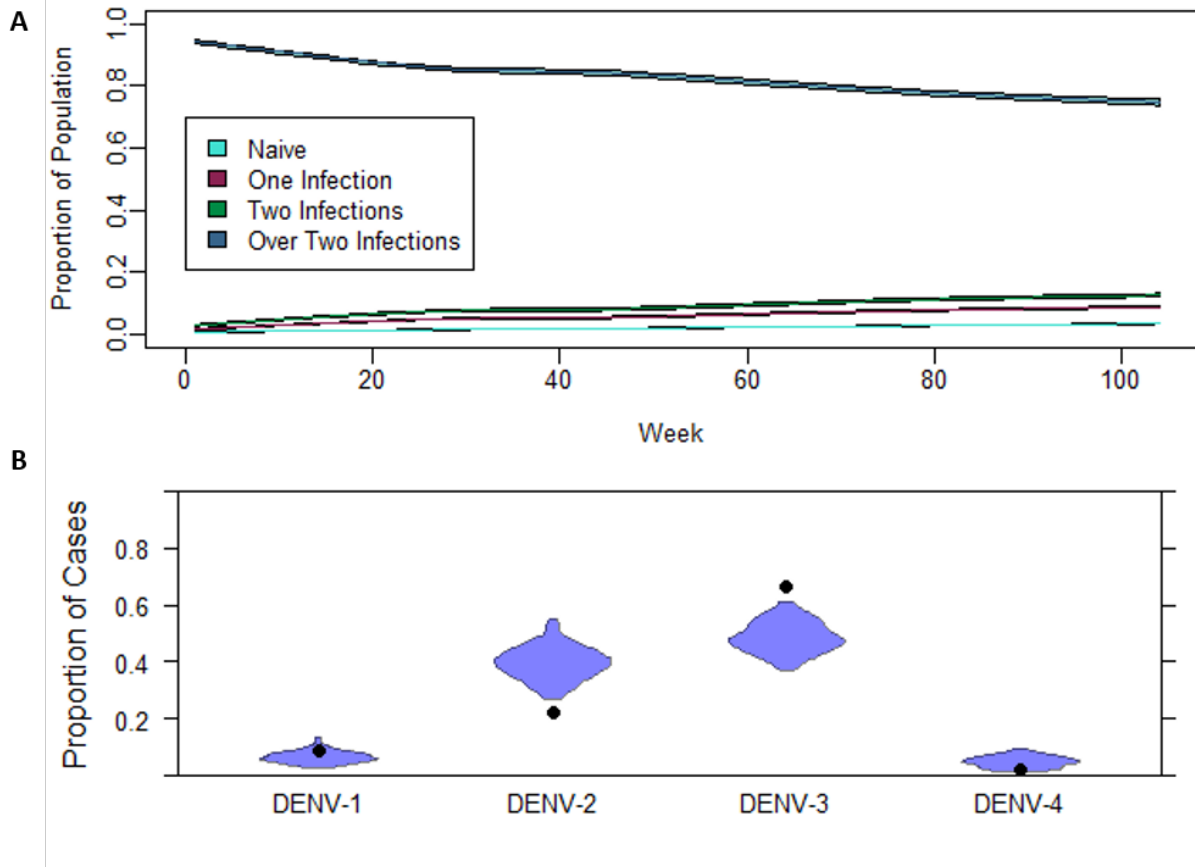 A
Proportion of Population
1.0
0.8
0.6
0.4
0.2
0.0
Naive
One Infection
Two Infections
Over Two Infections
0 20 40 60 80 100
Week
B
Proportion of Cases
0.8
0.6
0.4
0.2
DENV-1 DENV-2 DENV-3 DENV-4